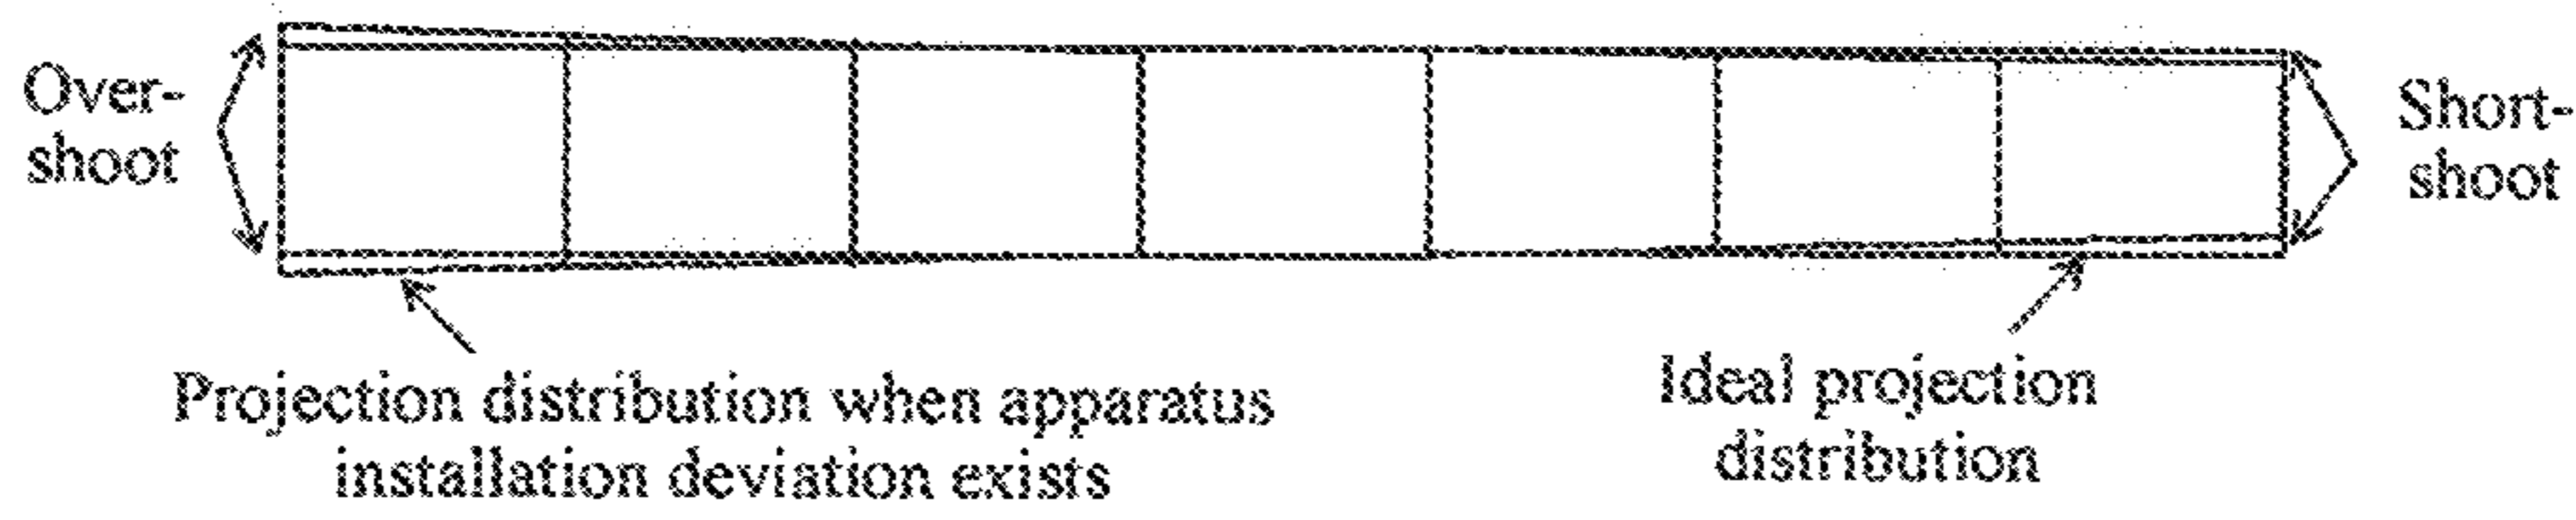 Over-
shoot
Short-
shoot
Projection distribution when apparatus
installation deviation exists
Ideal projection
distribution